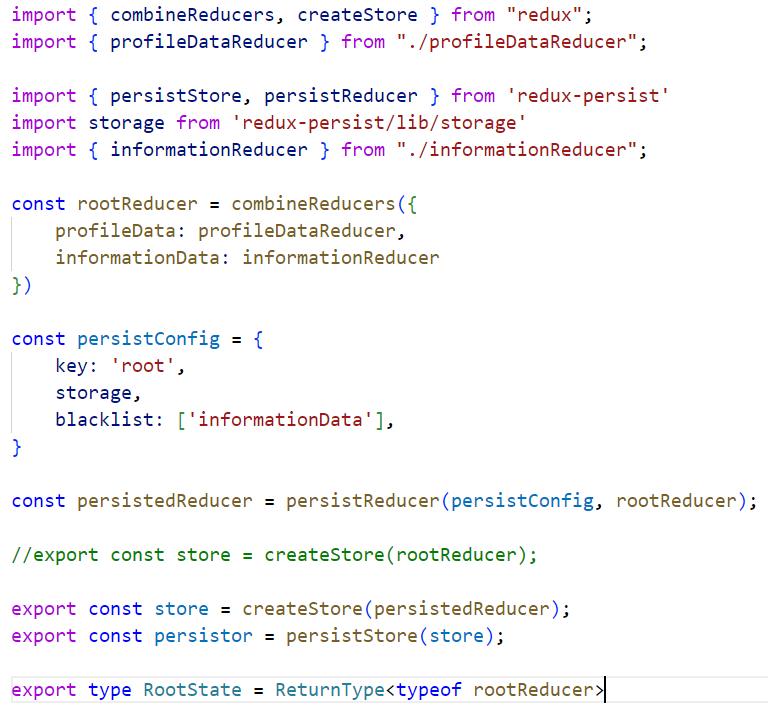 import { combineReducers, createStore } from "redux";
import { profileDataReducer } from "./profileDataReducer";
import { persistStore, persistReducer } from 'redux-persist'
import storage from 'redux-persist/lib/storage'
import { informationReducer } from "./informationReducer";
const rootReducer = combineReducers({
    profileData: profileDataReducer,
    informationData: informationReducer
})
const persistConfig = {
    key: 'root',
    storage,
    blacklist: ['informationData'],
}
const persistedReducer = persistReducer(persistConfig, rootReducer);
//export const store = createStore(rootReducer);
export const store = createStore(persistedReducer);
export const persistor = persistStore(store);
export type RootState = ReturnType<typeof rootReducer>